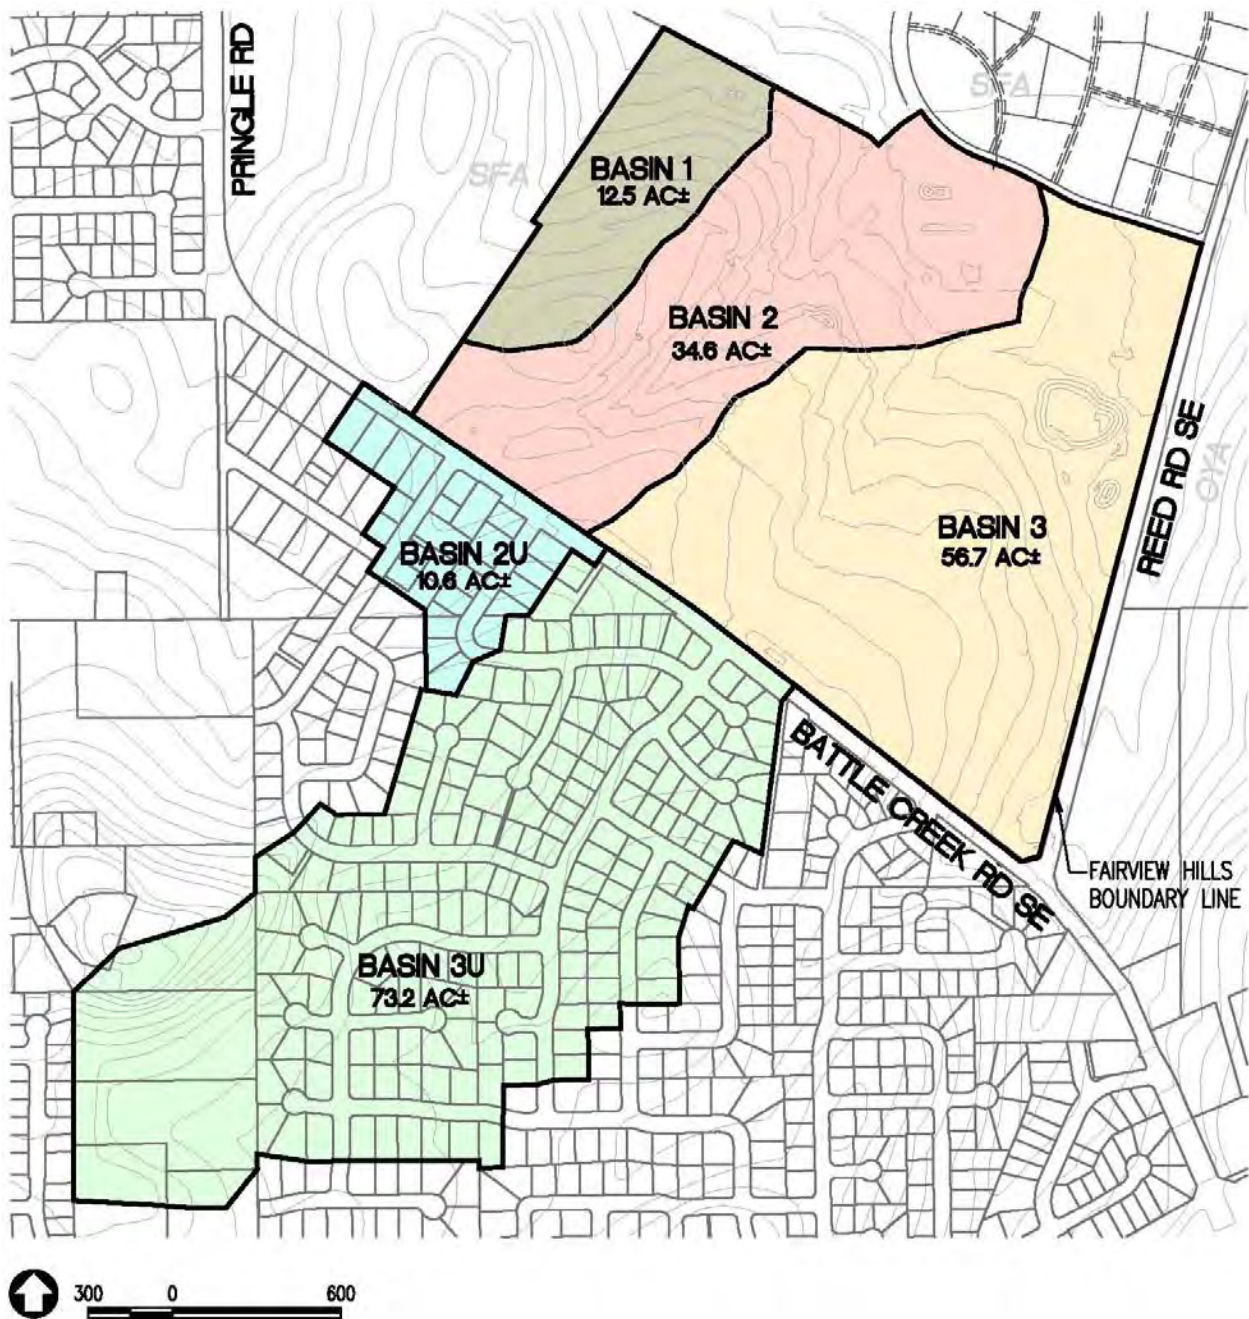 PRINGLE RD
SFA
SFA
BASIN 1
12.5 AC±
BASIN 2
34.6 AC±
REED RD SE
OYA
BASIN 3
56.7 AC±
BASIN 2U
10.6 AC±
BATTLE CREEK RD SE
FAIRVIEW HILLS
BOUNDARY LINE
BASIN 3U
73.2 AC±
300 0 600